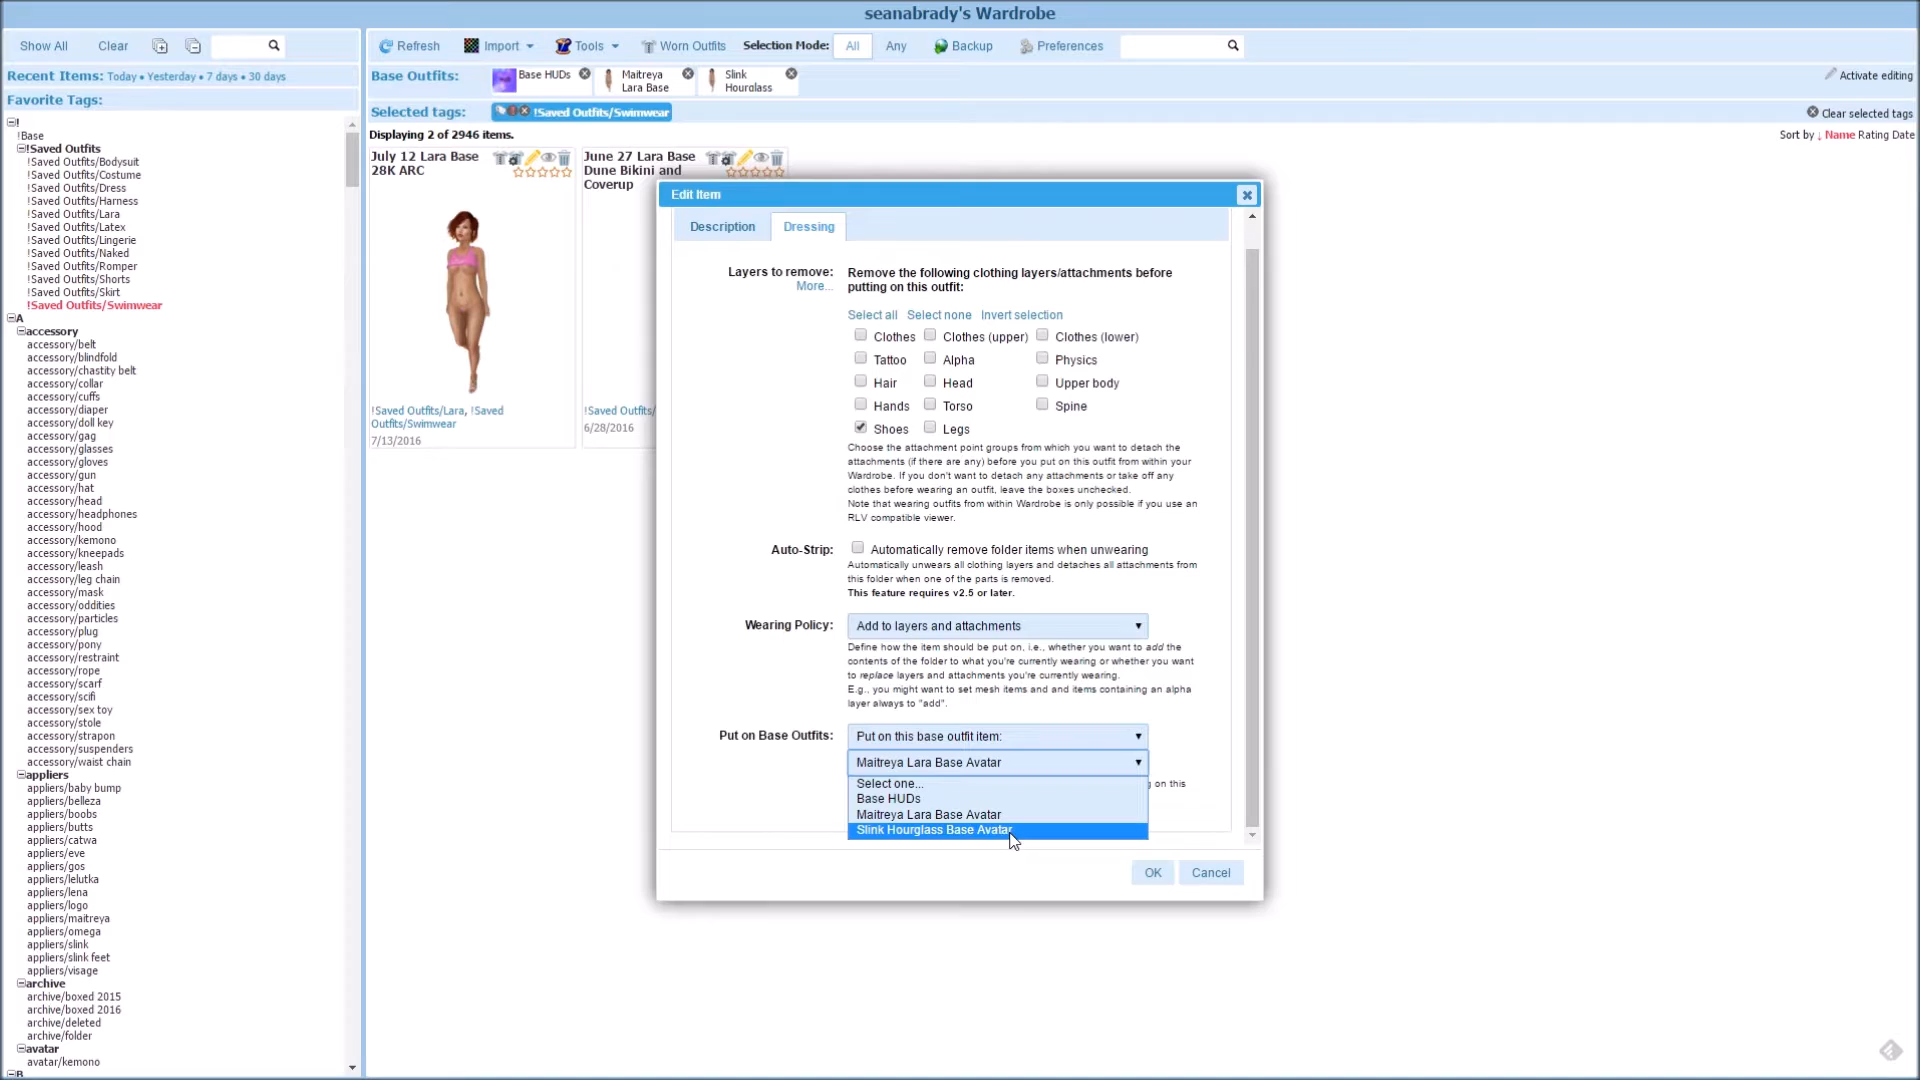 seanabrady's Wardrobe
Show All Clear
Refresh Import Tools Worn Outfits Selection Mode: All Any Backup Preferences
Recent Items: Today • Yesterday • 7 days • 30 days
Favorite Tags:
!
!Base
!Saved Outfits
!Saved Outfits/Bodysuit
!Saved Outfits/Costume
!Saved Outfits/Dress
!Saved Outfits/Harness
!Saved Outfits/Lara
!Saved Outfits/Latex
!Saved Outfits/Lingerie
!Saved Outfits/Naked
!Saved Outfits/Romper
!Saved Outfits/Shorts
!Saved Outfits/Skirt
!Saved Outfits/Swimwear
A
accessory
accessory/belt
accessory/blindfold
accessory/chastity belt
accessory/collar
accessory/cuffs
accessory/diaper
accessory/doll key
accessory/gag
accessory/glasses
accessory/gloves
accessory/gun
accessory/hat
accessory/head
accessory/headphones
accessory/hood
accessory/kemono
accessory/kneepads
accessory/leash
accessory/leg chain
accessory/mask
accessory/oddities
accessory/particles
accessory/plug
accessory/pony
accessory/restraint
accessory/rope
accessory/scarf
accessory/scifi
accessory/sex toy
accessory/stole
accessory/strapon
accessory/suspenders
accessory/waist chain
appliers
appliers/baby bump
appliers/belleza
appliers/boobs
appliers/butts
appliers/catwa
appliers/eve
appliers/gos
appliers/lelutka
appliers/lena
appliers/logo
appliers/maitreya
appliers/omega
appliers/slink
appliers/slink feet
appliers/visage
archive
archive/boxed 2015
archive/boxed 2016
archive/deleted
archive/folder
avatar
avatar/kemono
B
Base Outfits: Base HUDs Maitreya Lara Base Slink Hourglass
Activate editing
Selected tags: !Saved Outfits/Swimwear
Clear selected tags
Displaying 2 of 2946 items.
Sort by ↓ Name Rating Date
July 12 Lara Base
28K ARC
!Saved Outfits/Lara, !Saved
Outfits/Swimwear
7/13/2016
June 27 Lara Base
Dune Bikini and
Coverup
!Saved Outfits/
6/28/2016
Edit Item
Description Dressing
Layers to remove: Remove the following clothing layers/attachments before
More... putting on this outfit:
Select all Select none Invert selection
Clothes Clothes (upper) Clothes (lower)
Tattoo Alpha Physics
Hair Head Upper body
Hands Torso Spine
Shoes Legs
Choose the attachment point groups from which you want to detach the
attachments (if there are any) before you put on this outfit from within your
Wardrobe. If you don't want to detach any attachments or take off any
clothes before wearing an outfit, leave the boxes unchecked.
Note that wearing outfits from within Wardrobe is only possible if you use an
RLV compatible viewer.
Auto-Strip: Automatically remove folder items when unwearing
Automatically unwears all clothing layers and detaches all attachments from
this folder when one of the parts is removed.
This feature requires v2.5 or later.
Wearing Policy: Add to layers and attachments
Define how the item should be put on, i.e., whether you want to add the
contents of the folder to what you're currently wearing or whether you want
to replace layers and attachments you're currently wearing.
E.g., you might want to set mesh items and and items containing an alpha
layer always to "add".
Put on Base Outfits: Put on this base outfit item:
Maitreya Lara Base Avatar
Select one... on this
Base HUDs
Maitreya Lara Base Avatar
Slink Hourglass Base Avatar
OK Cancel